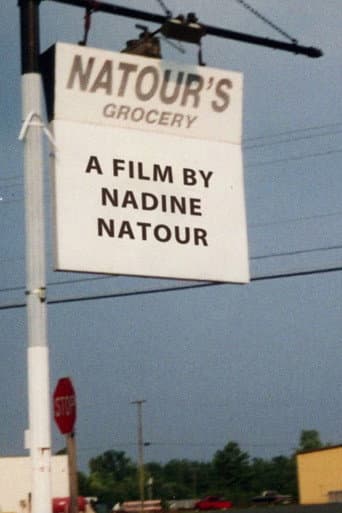 NATOUR'S
GROCERY
A FILM BY
NADINE
NATOUR
STOP